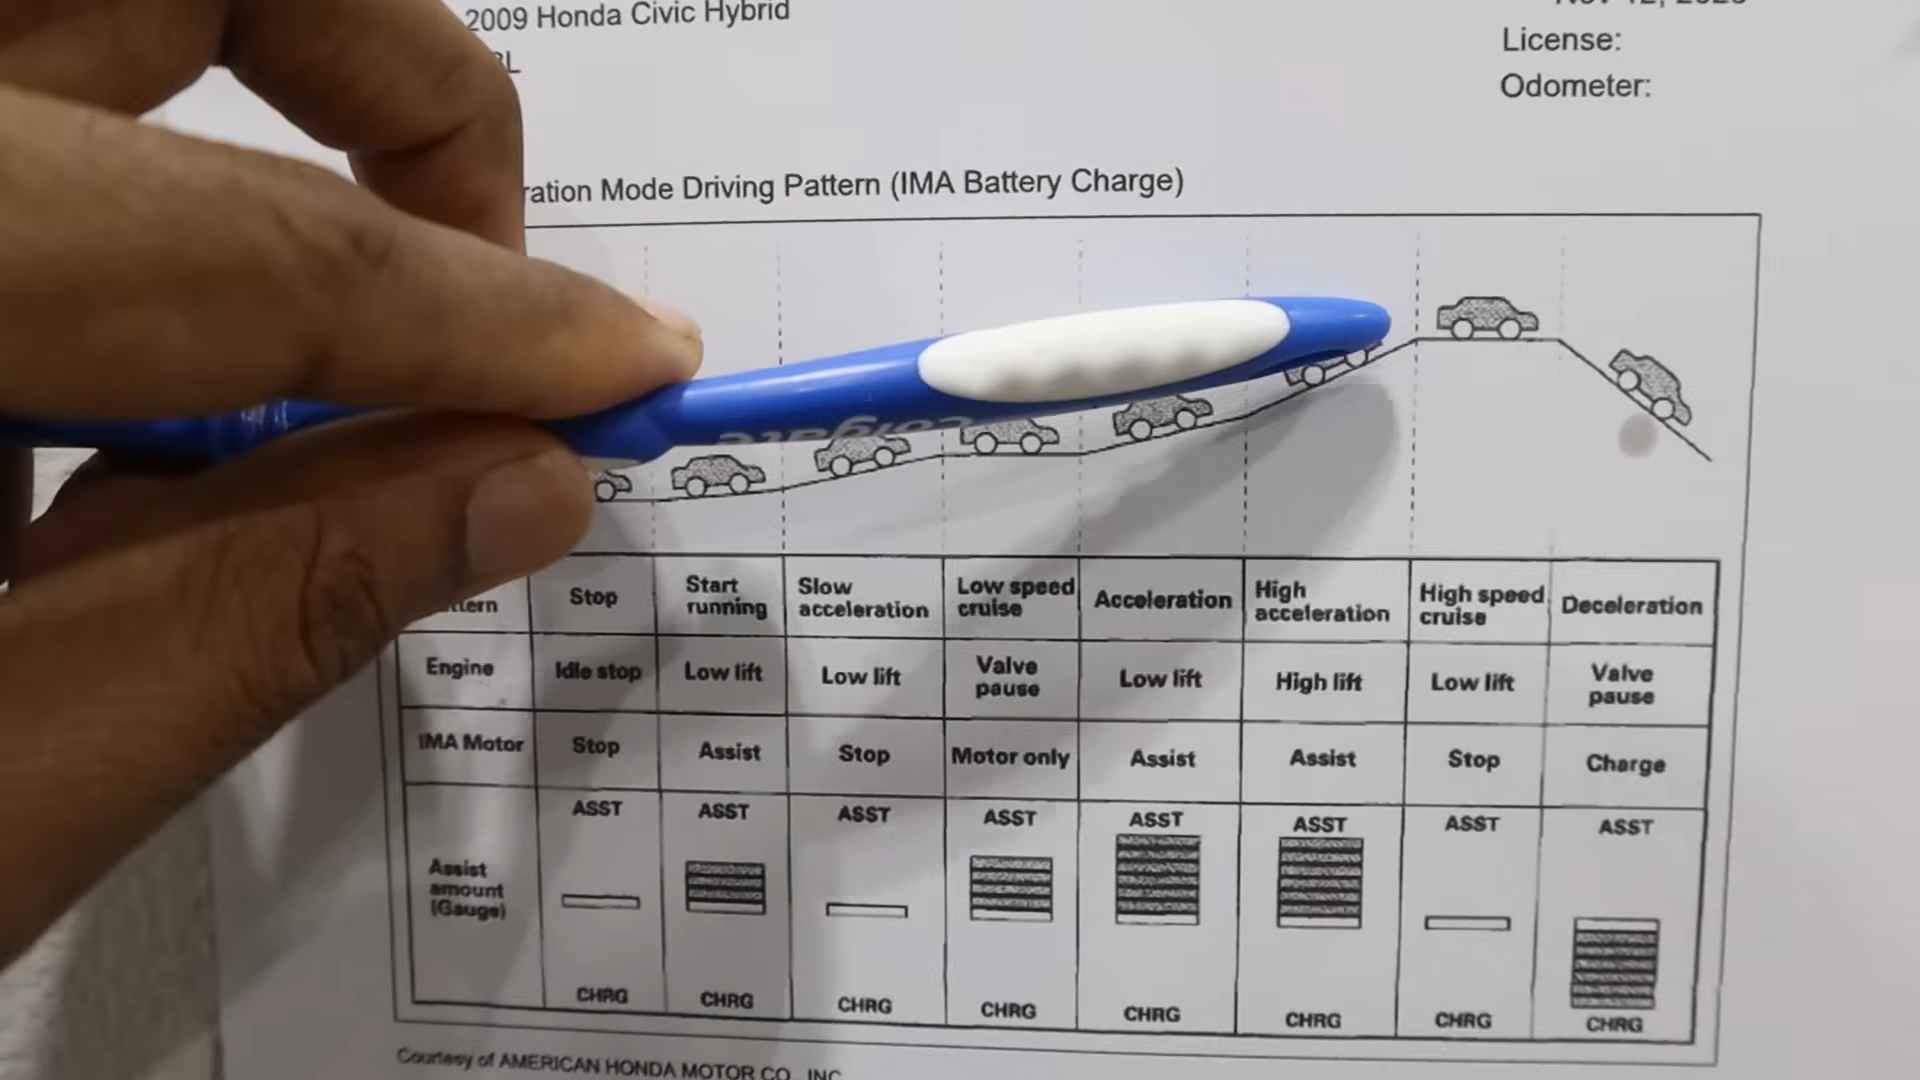 2009 Honda Civic Hybrid
License:
Odometer:
ration Mode Driving Pattern (IMA Battery Charge)
Colgate
ttern Stop Start running Slow acceleration Low speed cruise Acceleration High acceleration High speed cruise Deceleration
Engine Idle stop Low lift Low lift Valve pause Low lift High lift Low lift Valve pause
IMA Motor Stop Assist Stop Motor only Assist Assist Stop Charge
Assist amount (Gauge) ASST ASST ASST ASST ASST ASST ASST ASST
CHRG CHRG CHRG CHRG CHRG CHRG CHRG CHRG
Courtesy of AMERICAN HONDA MOTOR CO., INC.